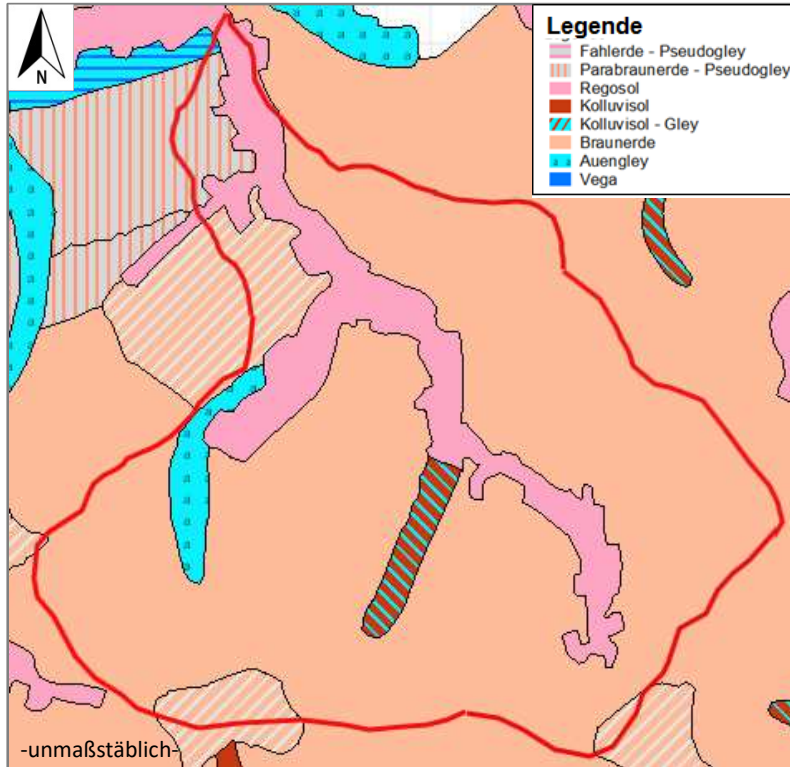 N
Legende
Fahlerde - Pseudogley
Parabraunerde - Pseudogley
Regosol
Kolluvisol
Kolluvisol - Gley
Braunerde
Auengley
Vega
-unmaßstäblich-